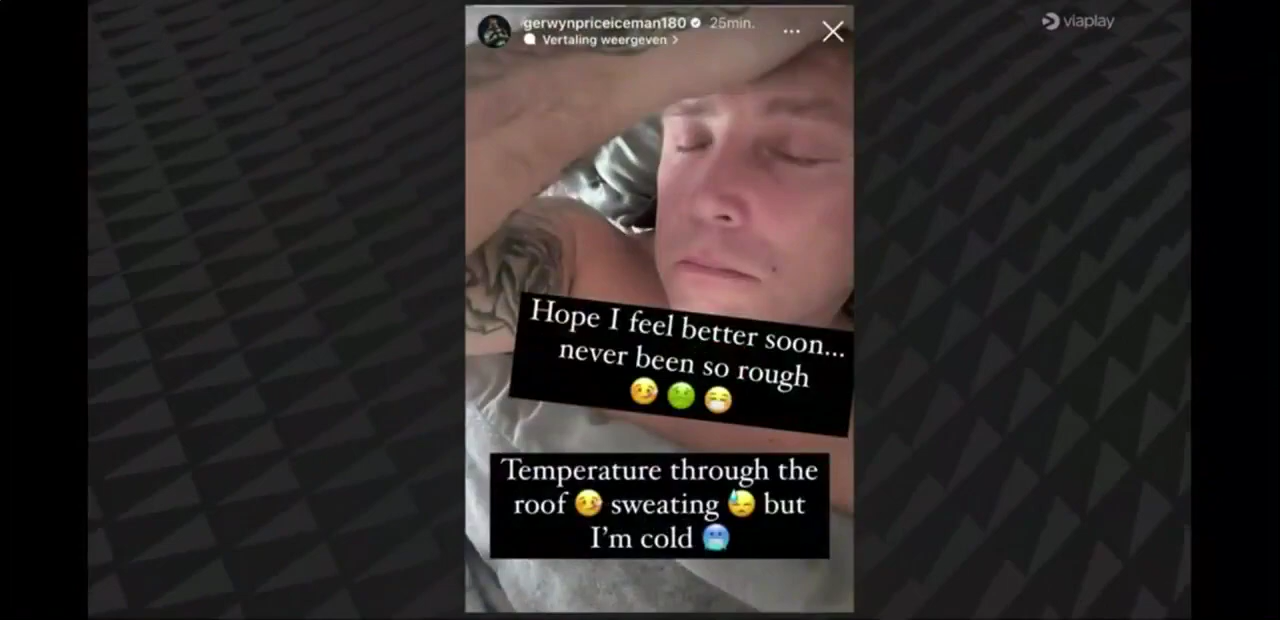 gerwynpriceiceman180 25min.
Vertaling weergeven
viaplay
Hope I feel better soon...
never been so rough
🤒 🤢 😷
Temperature through the
roof 🤒 sweating 😓 but
I'm cold 🥶